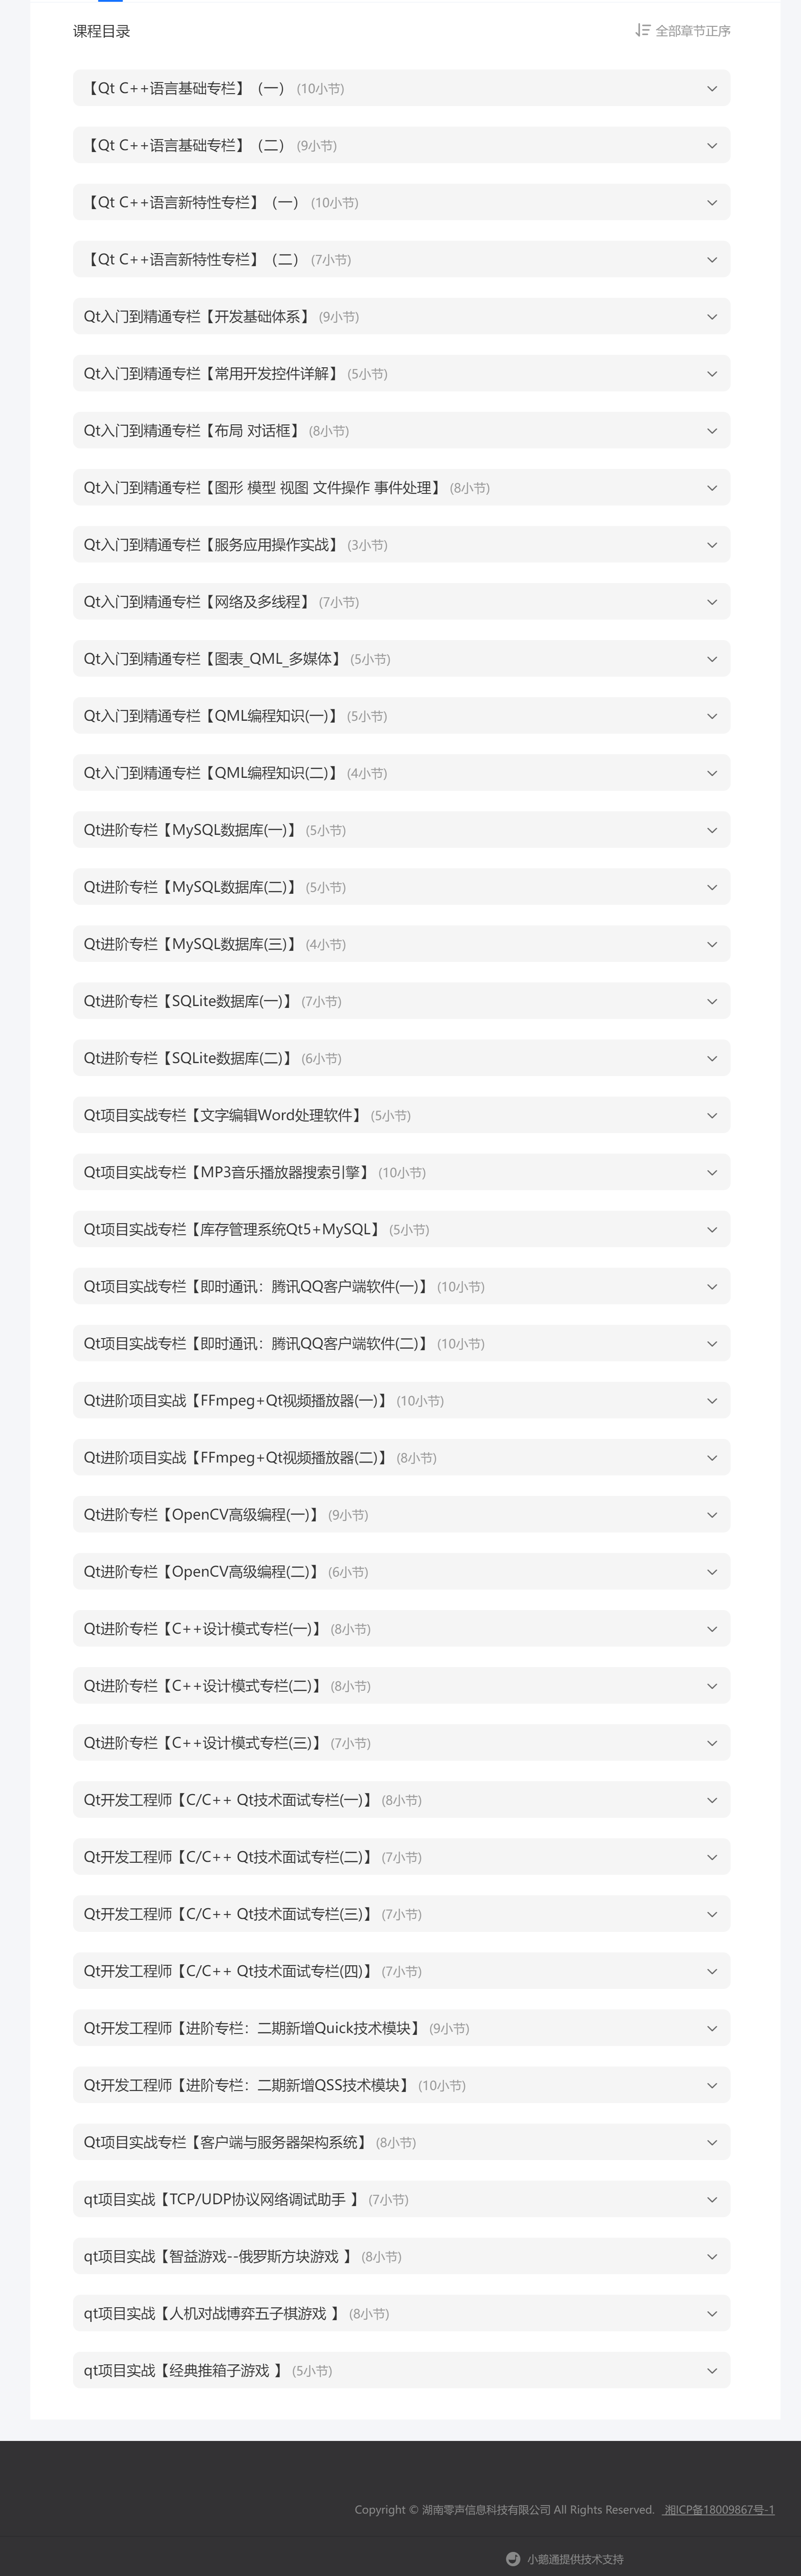 课程目录
全部章节正序
【Qt C++语言基础专栏】（一） (10小节)
【Qt C++语言基础专栏】（二） (9小节)
【Qt C++语言新特性专栏】（一） (10小节)
【Qt C++语言新特性专栏】（二） (7小节)
Qt入门到精通专栏【开发基础体系】 (9小节)
Qt入门到精通专栏【常用开发控件详解】 (5小节)
Qt入门到精通专栏【布局 对话框】 (8小节)
Qt入门到精通专栏【图形 模型 视图 文件操作 事件处理】 (8小节)
Qt入门到精通专栏【服务应用操作实战】 (3小节)
Qt入门到精通专栏【网络及多线程】 (7小节)
Qt入门到精通专栏【图表_QML_多媒体】 (5小节)
Qt入门到精通专栏【QML编程知识(一)】 (5小节)
Qt入门到精通专栏【QML编程知识(二)】 (4小节)
Qt进阶专栏【MySQL数据库(一)】 (5小节)
Qt进阶专栏【MySQL数据库(二)】 (5小节)
Qt进阶专栏【MySQL数据库(三)】 (4小节)
Qt进阶专栏【SQLite数据库(一)】 (7小节)
Qt进阶专栏【SQLite数据库(二)】 (6小节)
Qt项目实战专栏【文字编辑Word处理软件】 (5小节)
Qt项目实战专栏【MP3音乐播放器搜索引擎】 (10小节)
Qt项目实战专栏【库存管理系统Qt5+MySQL】 (5小节)
Qt项目实战专栏【即时通讯：腾讯QQ客户端软件(一)】 (10小节)
Qt项目实战专栏【即时通讯：腾讯QQ客户端软件(二)】 (10小节)
Qt进阶项目实战【FFmpeg+Qt视频播放器(一)】 (10小节)
Qt进阶项目实战【FFmpeg+Qt视频播放器(二)】 (8小节)
Qt进阶专栏【OpenCV高级编程(一)】 (9小节)
Qt进阶专栏【OpenCV高级编程(二)】 (6小节)
Qt进阶专栏【C++设计模式专栏(一)】 (8小节)
Qt进阶专栏【C++设计模式专栏(二)】 (8小节)
Qt进阶专栏【C++设计模式专栏(三)】 (7小节)
Qt开发工程师【C/C++ Qt技术面试专栏(一)】 (8小节)
Qt开发工程师【C/C++ Qt技术面试专栏(二)】 (7小节)
Qt开发工程师【C/C++ Qt技术面试专栏(三)】 (7小节)
Qt开发工程师【C/C++ Qt技术面试专栏(四)】 (7小节)
Qt开发工程师【进阶专栏：二期新增Quick技术模块】 (9小节)
Qt开发工程师【进阶专栏：二期新增QSS技术模块】 (10小节)
Qt项目实战专栏【客户端与服务器架构系统】 (8小节)
qt项目实战【TCP/UDP协议网络调试助手 】 (7小节)
qt项目实战【智益游戏--俄罗斯方块游戏 】 (8小节)
qt项目实战【人机对战博弈五子棋游戏 】 (8小节)
qt项目实战【经典推箱子游戏 】 (5小节)
Copyright © 湖南零声信息科技有限公司 All Rights Reserved. 湘ICP备18009867号-1
小鹅通提供技术支持